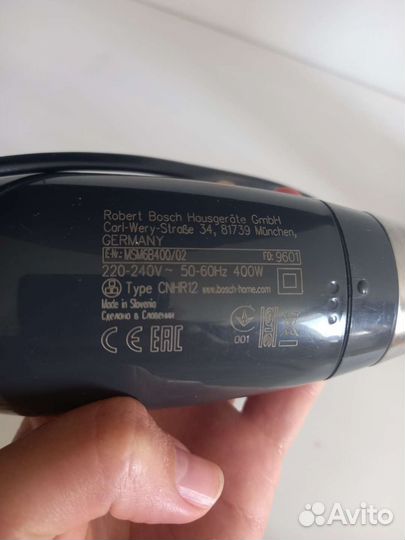 Robert Bosch Hausgeräte GmbH
Carl-Wery-Straße 34, 81739 München,
GERMANY
E-Nr.: MSM6B400/02 FD: 9601
220-240V ~ 50-60Hz 400W
Type CNHR12 www.bosch-home.com
Made in Slovenia
Сделано в Словении
CE EAC
001
Avito